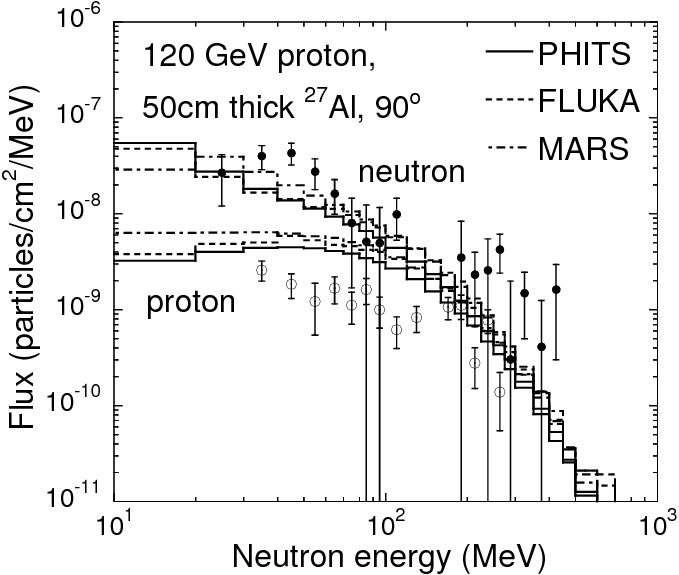 10⁻⁶
120 GeV proton,
50cm thick ²⁷Al, 90°
PHITS
FLUKA
MARS
10⁻⁷
neutron
10⁻⁸
proton
10⁻⁹
10⁻¹⁰
10⁻¹¹
Flux (particles/cm²/MeV)
10¹ 10² 10³
Neutron energy (MeV)